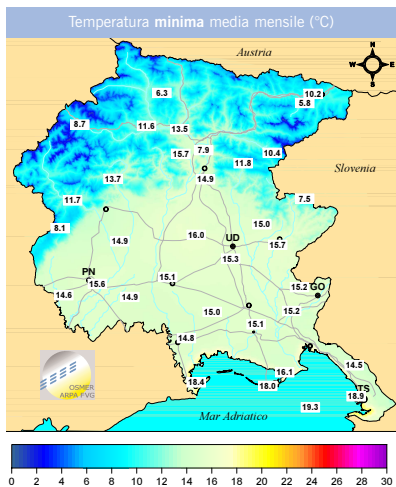 Temperatura minima media mensile (°C)
Austria
N
W E
S
6.3
10.2
5.8
8.7
11.6
13.5
7.9
15.7
10.4
11.8
Slovenia
13.7
14.9
11.7
7.5
8.1
15.0
16.0
UD
14.9
15.7
15.3
PN
15.1
15.6
15.2
GO
14.6
14.9
15.0
15.2
15.1
14.8
14.5
16.1
18.4
18.0
TS
18.9
19.3
OSMER
ARPA FVG
Mar Adriatico
0 2 4 6 8 10 12 14 16 18 20 22 24 26 28 30